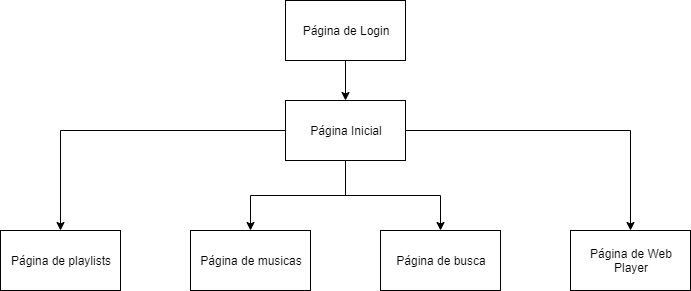 Página de Login
Página Inicial
Página de playlists
Página de musicas
Página de busca
Página de Web
Player